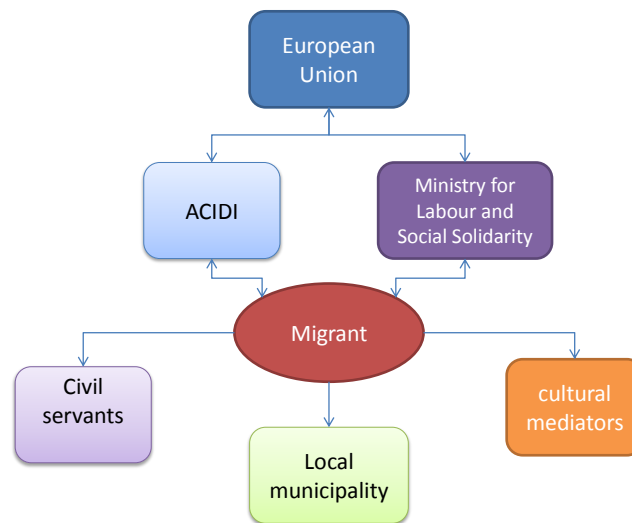 European
Union
ACIDI
Ministry for
Labour and
Social Solidarity
Migrant
Civil
servants
Local
municipality
cultural
mediators